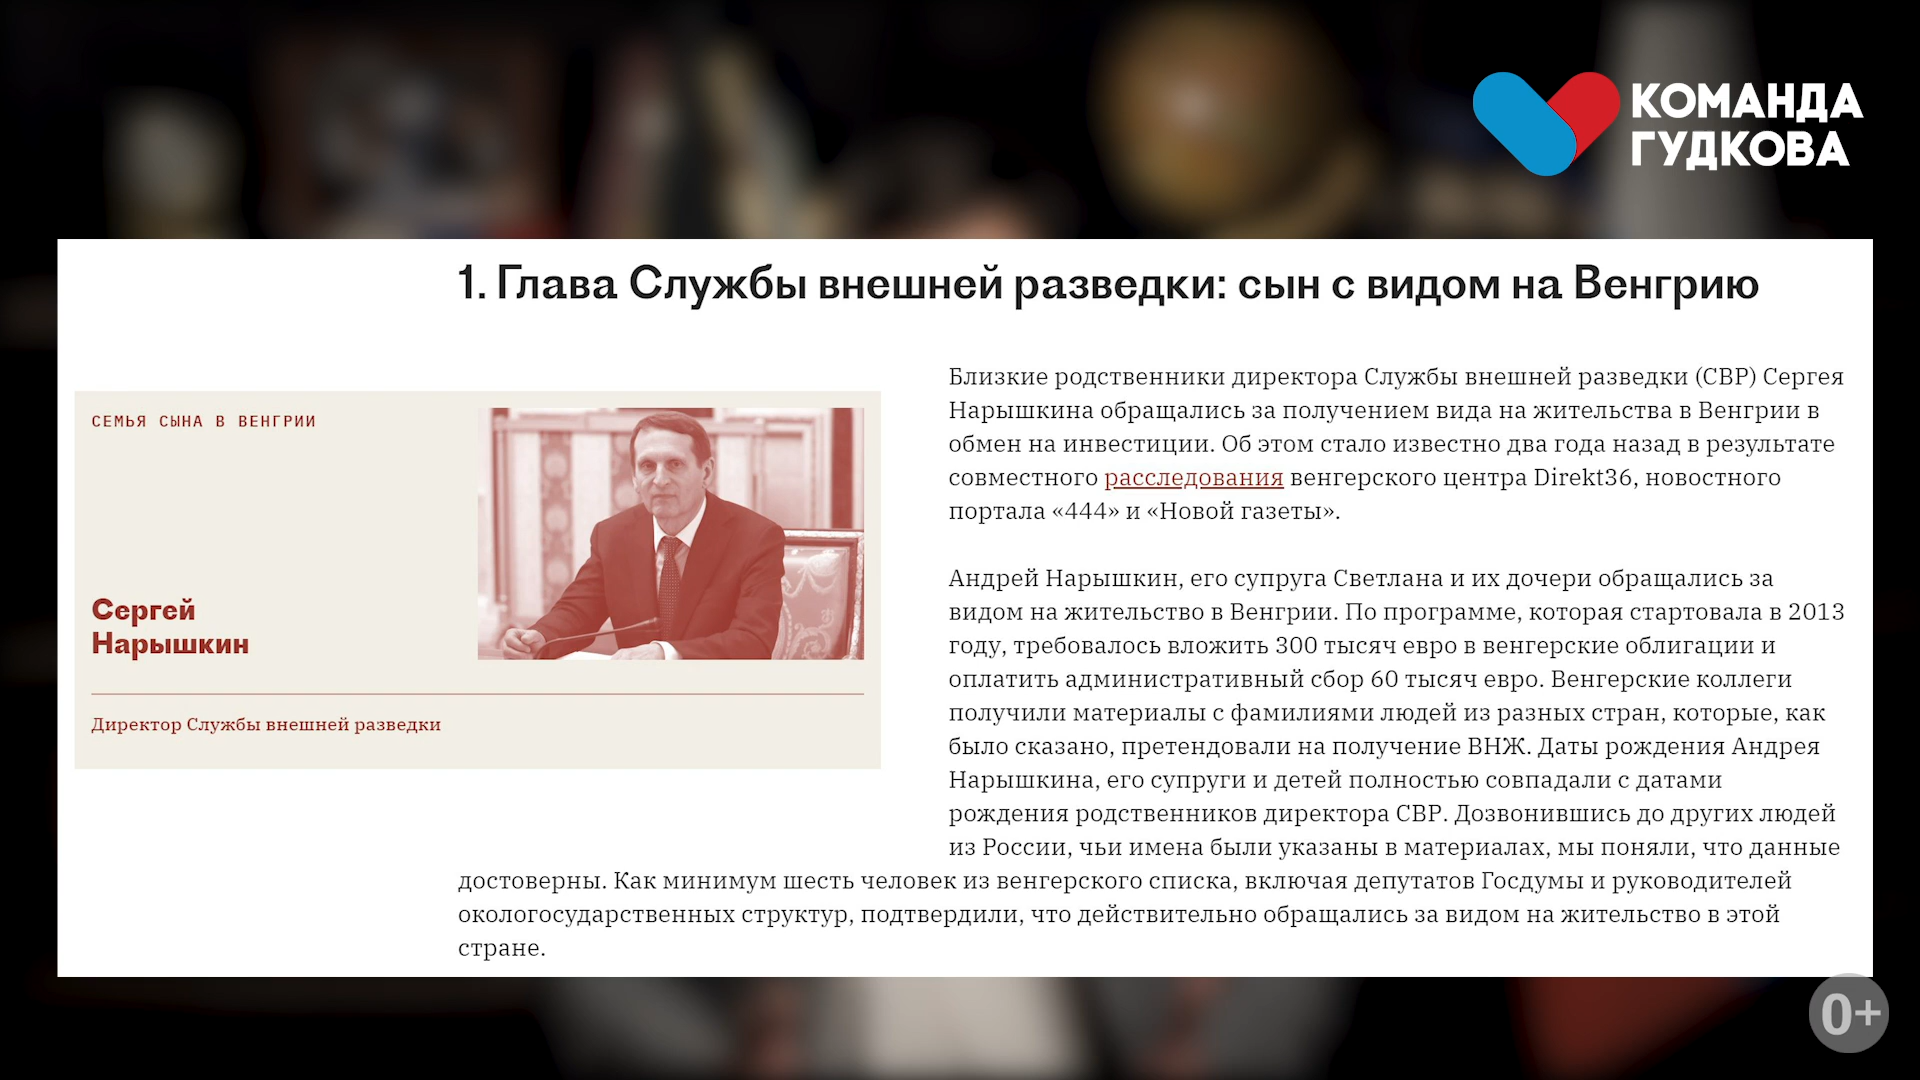 КОМАНДА
ГУДКОВА
1. Глава Службы внешней разведки: сын с видом на Венгрию
СЕМЬЯ СЫНА В ВЕНГРИИ
Сергей
Нарышкин
Директор Службы внешней разведки
Близкие родственники директора Службы внешней разведки (СВР) Сергея
Нарышкина обращались за получением вида на жительства в Венгрии в
обмен на инвестиции. Об этом стало известно два года назад в результате
совместного расследования венгерского центра Direkt36, новостного
портала «444» и «Новой газеты».
Андрей Нарышкин, его супруга Светлана и их дочери обращались за
видом на жительство в Венгрии. По программе, которая стартовала в 2013
году, требовалось вложить 300 тысяч евро в венгерские облигации и
оплатить административный сбор 60 тысяч евро. Венгерские коллеги
получили материалы с фамилиями людей из разных стран, которые, как
было сказано, претендовали на получение ВНЖ. Даты рождения Андрея
Нарышкина, его супруги и детей полностью совпадали с датами
рождения родственников директора СВР. Дозвонившись до других людей
из России, чьи имена были указаны в материалах, мы поняли, что данные
достоверны. Как минимум шесть человек из венгерского списка, включая депутатов Госдумы и руководителей
окологосударственных структур, подтвердили, что действительно обращались за видом на жительство в этой
стране.
0+